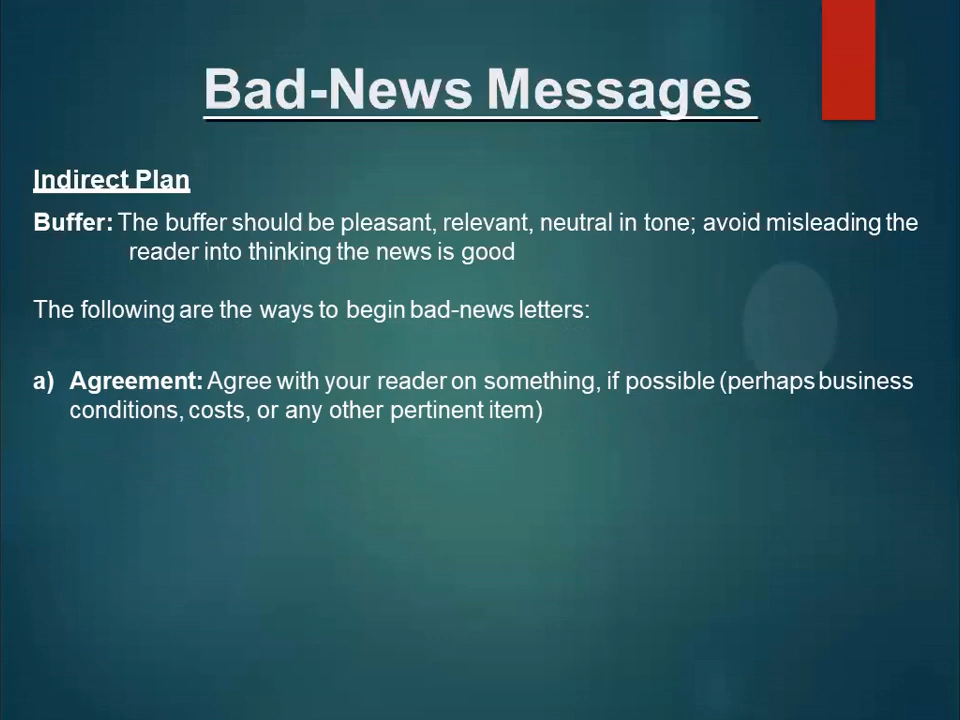 Bad-News Messages
Indirect Plan
Buffer: The buffer should be pleasant, relevant, neutral in tone; avoid misleading the
reader into thinking the news is good
The following are the ways to begin bad-news letters:
a) Agreement: Agree with your reader on something, if possible (perhaps business
conditions, costs, or any other pertinent item)